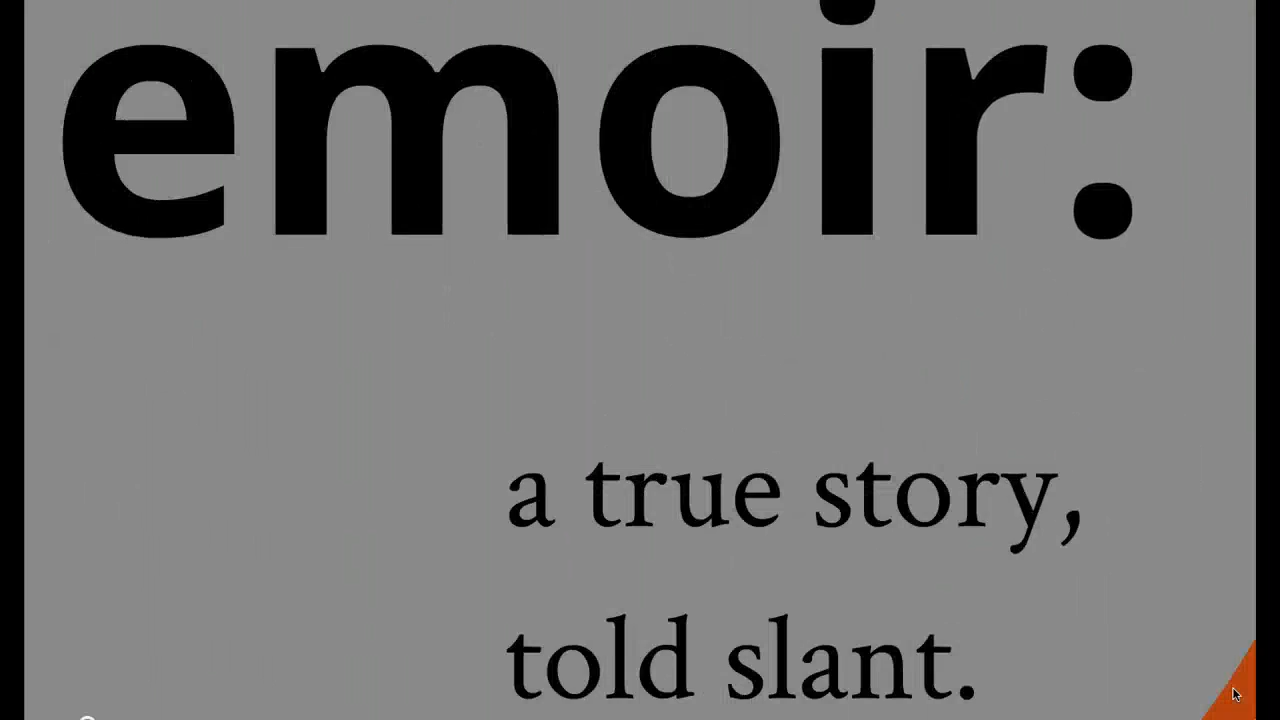 emoir:
a true story,
told slant.